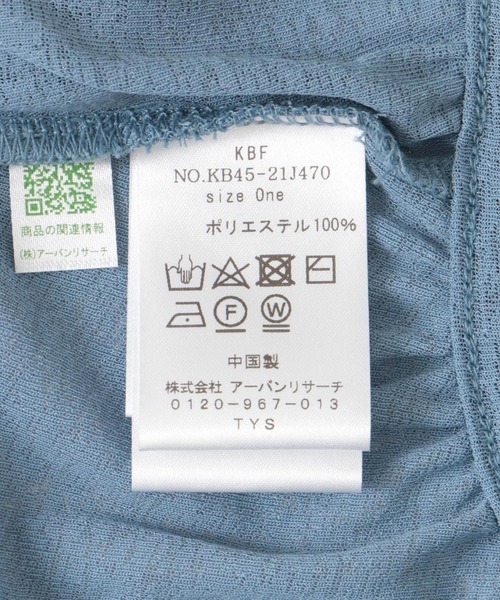 KBF
NO.KB45-21J470
size One
ポリエステル100%
F
W
中国製
株式会社 アーバンリサーチ
0120-967-013
TYS
商品の関連情報
(株)アーバンリサーチ